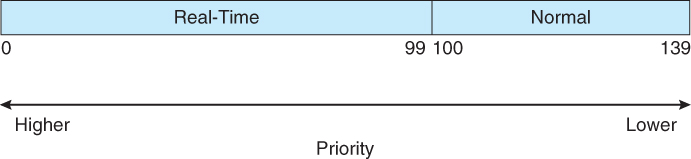 Real-Time Normal
0 99 100 139
Higher Lower
Priority